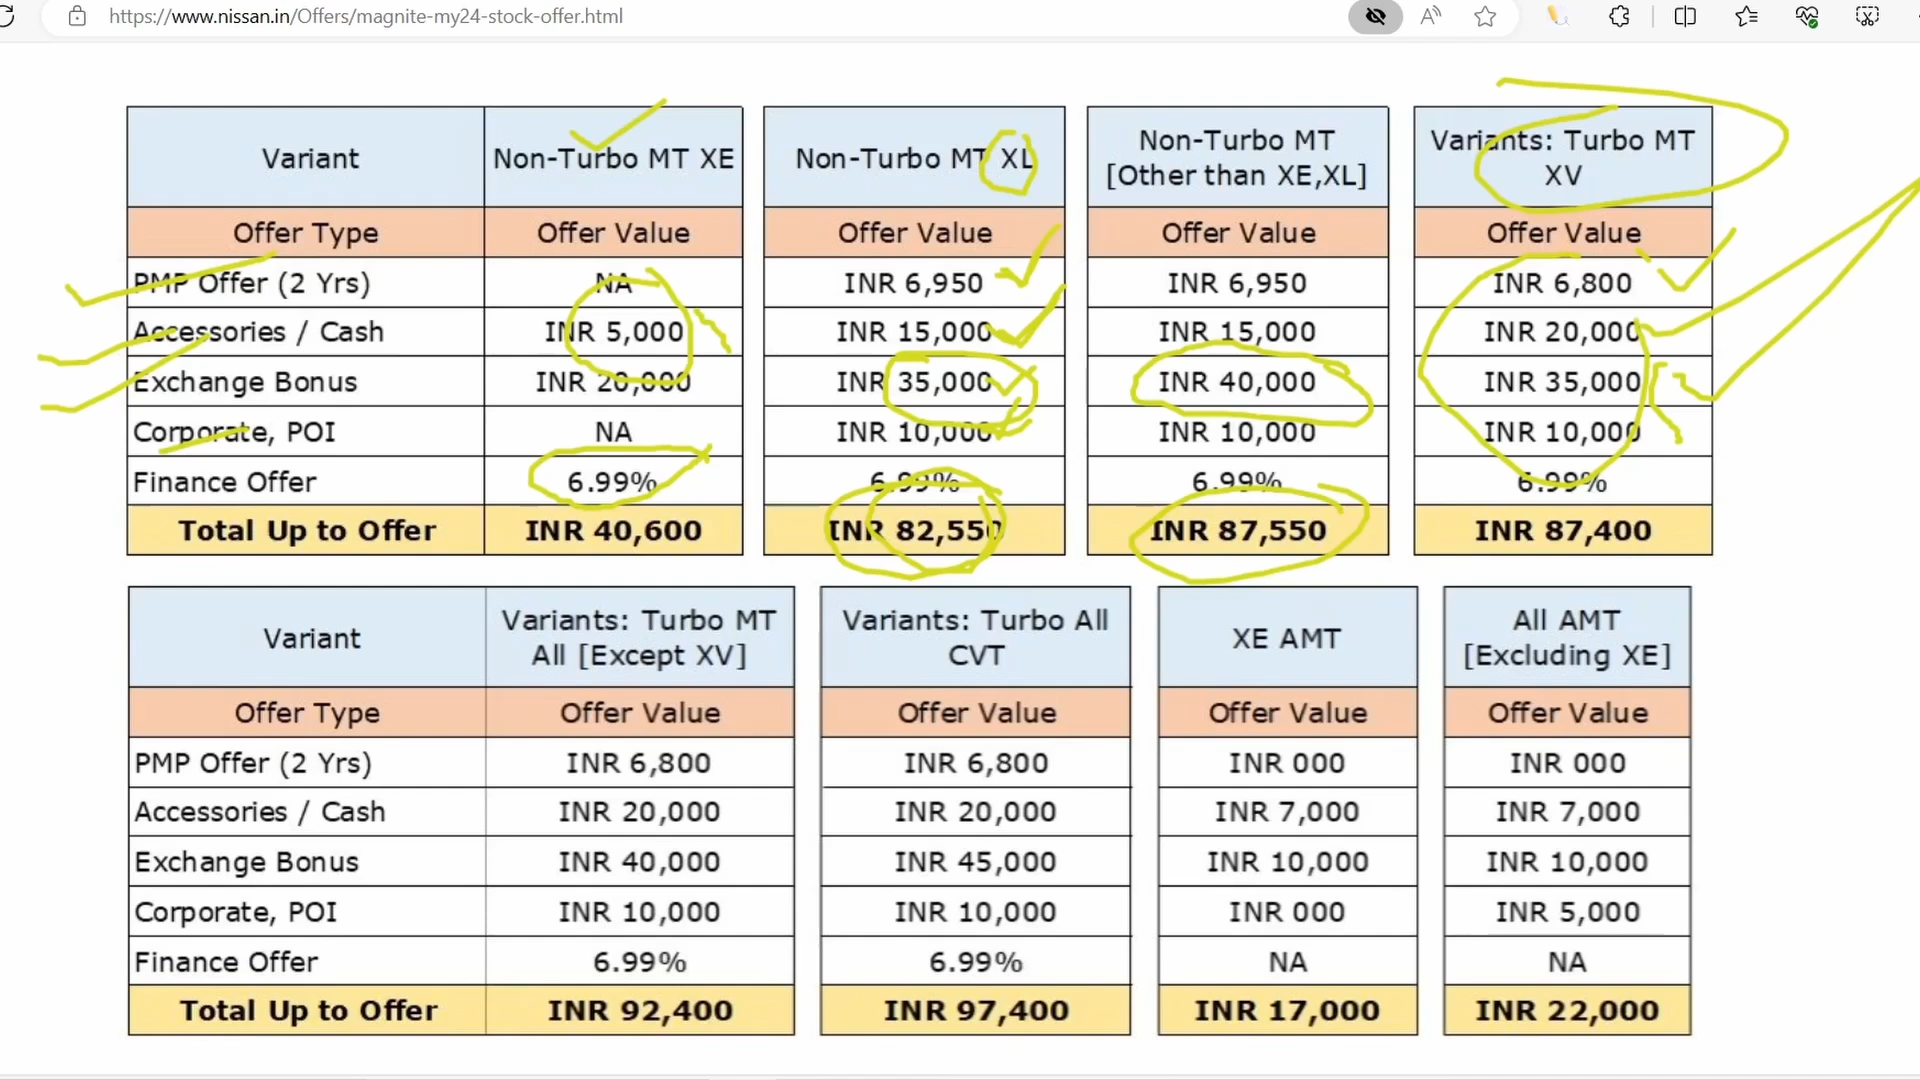 https://www.nissan.in/Offers/magnite-my24-stock-offer.html
Variant Non-Turbo MT XE Non-Turbo MT XL Non-Turbo MT [Other than XE,XL] Variants: Turbo MT XV
Offer Type Offer Value Offer Value Offer Value Offer Value
PMP Offer (2 Yrs) NA INR 6,950 INR 6,950 INR 6,800
Accessories / Cash INR 5,000 INR 15,000 INR 15,000 INR 20,000
Exchange Bonus INR 20,000 INR 35,000 INR 40,000 INR 35,000
Corporate, POI NA INR 10,000 INR 10,000 INR 10,000
Finance Offer 6.99% 6.99% 6.99% 6.99%
Total Up to Offer INR 40,600 INR 82,550 INR 87,550 INR 87,400
Variant Variants: Turbo MT All [Except XV] Variants: Turbo All CVT XE AMT All AMT [Excluding XE]
Offer Type Offer Value Offer Value Offer Value Offer Value
PMP Offer (2 Yrs) INR 6,800 INR 6,800 INR 000 INR 000
Accessories / Cash INR 20,000 INR 20,000 INR 7,000 INR 7,000
Exchange Bonus INR 40,000 INR 45,000 INR 10,000 INR 10,000
Corporate, POI INR 10,000 INR 10,000 INR 000 INR 5,000
Finance Offer 6.99% 6.99% NA NA
Total Up to Offer INR 92,400 INR 97,400 INR 17,000 INR 22,000